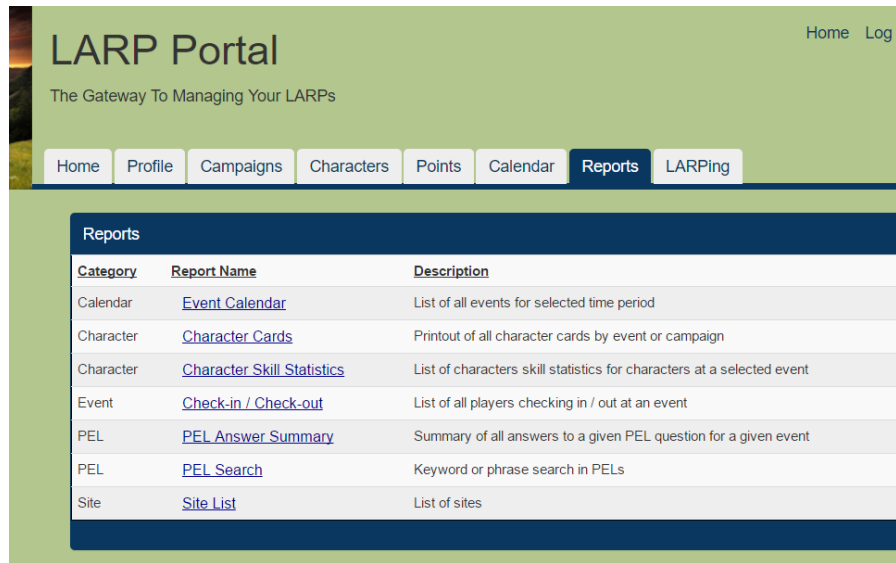 LARP Portal
Home Log
The Gateway To Managing Your LARPs
Home Profile Campaigns Characters Points Calendar Reports LARPing
Reports
Category Report Name Description
Calendar Event Calendar List of all events for selected time period
Character Character Cards Printout of all character cards by event or campaign
Character Character Skill Statistics List of characters skill statistics for characters at a selected event
Event Check-in / Check-out List of all players checking in / out at an event
PEL PEL Answer Summary Summary of all answers to a given PEL question for a given event
PEL PEL Search Keyword or phrase search in PELs
Site Site List List of sites